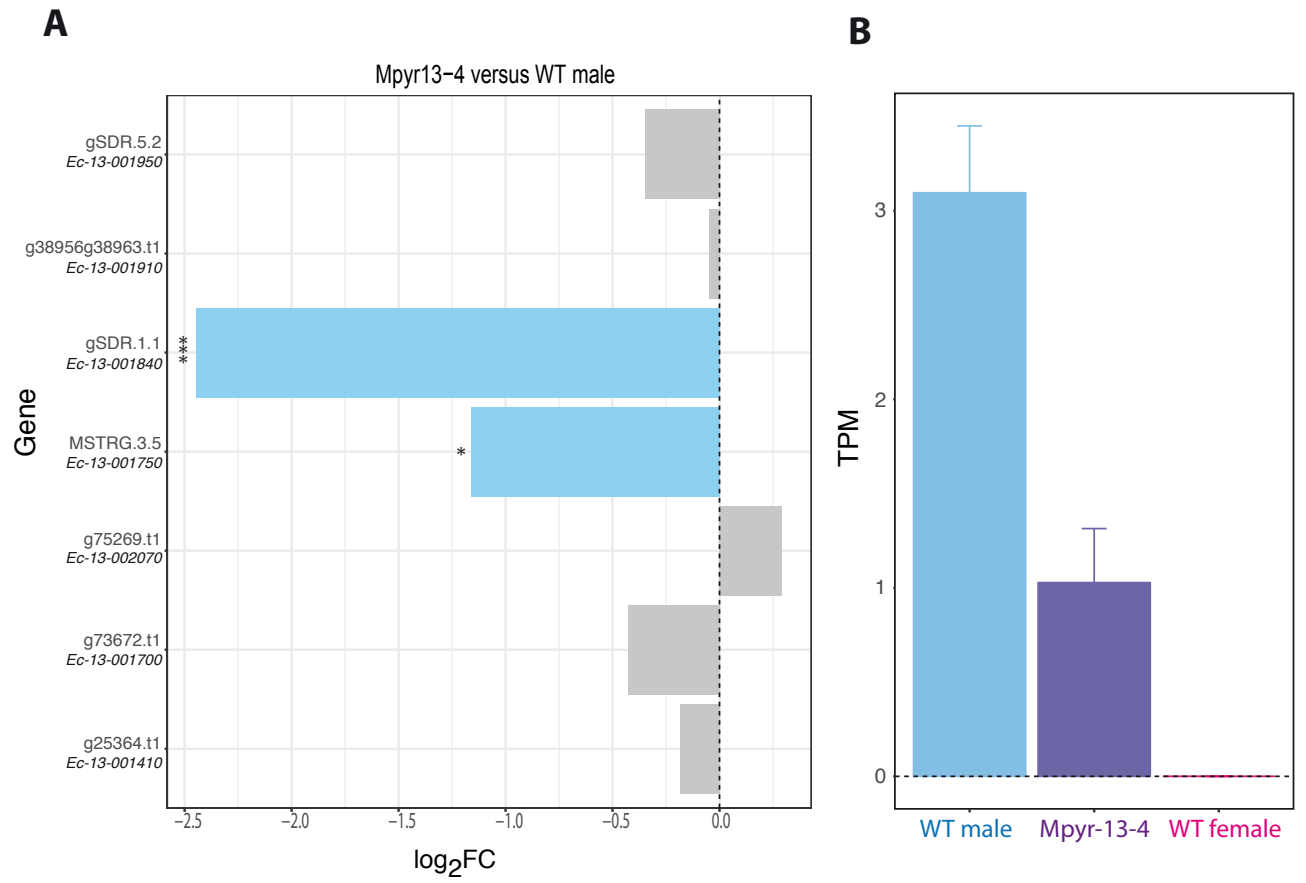 A
Mpyr13−4 versus WT male
gSDR.5.2
Ec-13-001950
g38956g38963.t1
Ec-13-001910
gSDR.1.1
Ec-13-001840
***
MSTRG.3.5
Ec-13-001750
*
g75269.t1
Ec-13-002070
g73672.t1
Ec-13-001700
g25364.t1
Ec-13-001410
Gene
−2.5 −2.0 −1.5 −1.0 −0.5 0.0
log2FC
B
3
2
1
0
TPM
WT male Mpyr-13-4 WT female